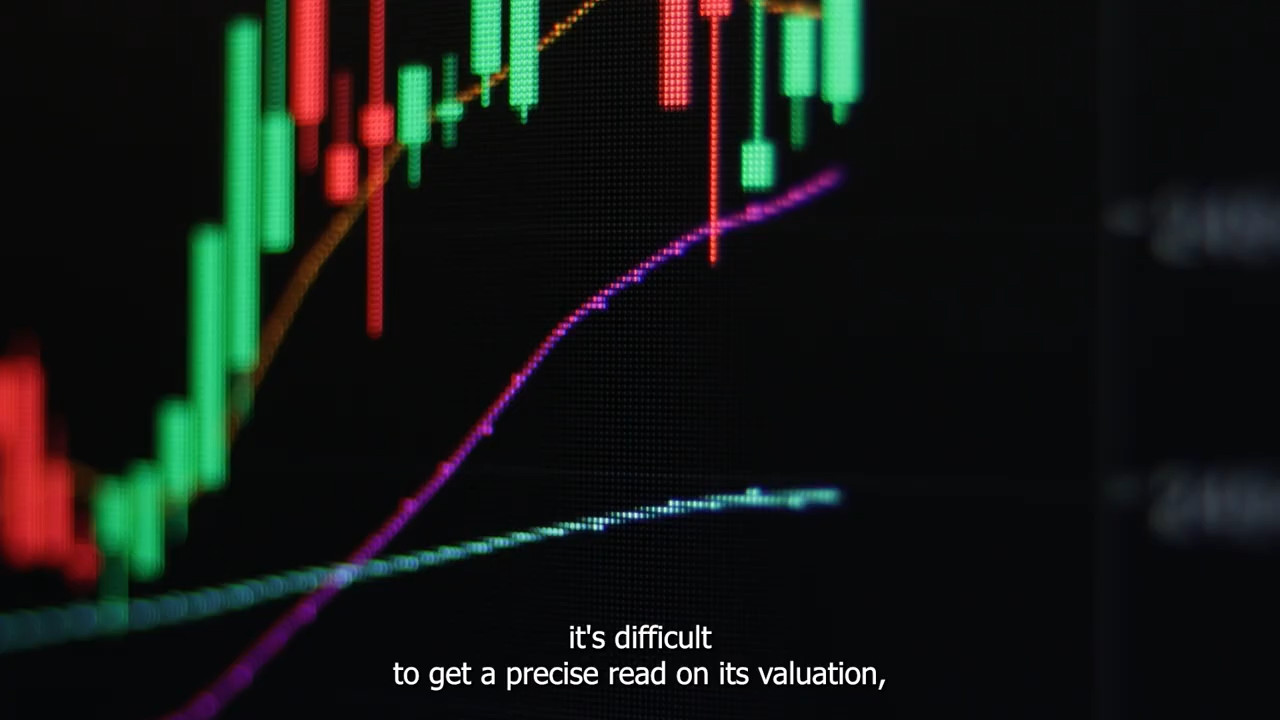 it's difficult
to get a precise read on its valuation,